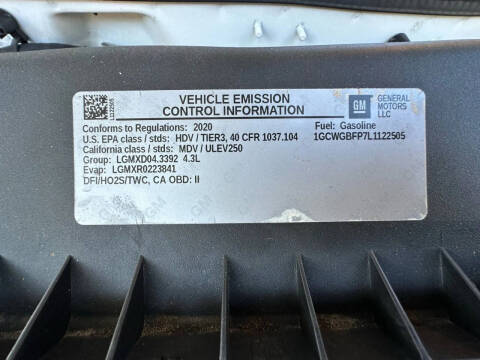 VEHICLE EMISSION
CONTROL INFORMATION
GM GENERAL MOTORS LLC
L1122505
Conforms to Regulations: 2020
Fuel: Gasoline
U.S. EPA class / stds: HDV / TIER3, 40 CFR 1037.104
1GCWGBFP7L1122505
California class / stds: MDV / ULEV250
Group: LGMXD04.3392 4.3L
Evap: LGMXR0223841
DFI/HO2S/TWC, CA OBD: II